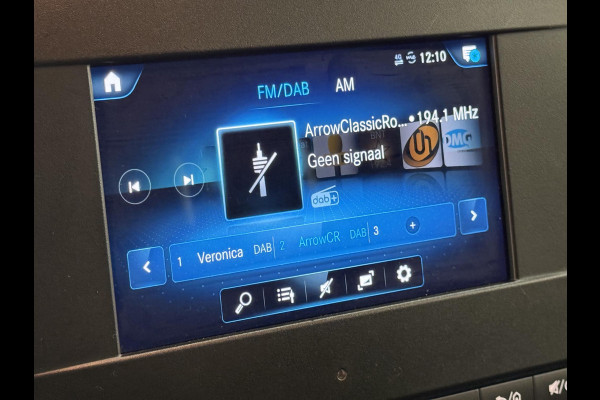 4G 12:10
FM/DAB AM
ArrowClassicRo... • 194.1 MHz
Geen signaal
dab+
1 Veronica DAB 2 ArrowCR DAB 3